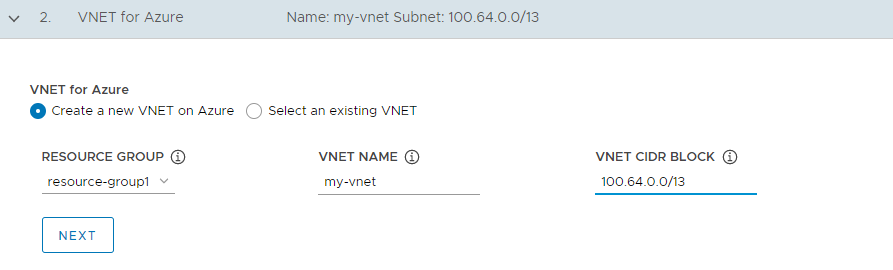 2. VNET for Azure Name: my-vnet Subnet: 100.64.0.0/13
VNET for Azure
Create a new VNET on Azure Select an existing VNET
RESOURCE GROUP VNET NAME VNET CIDR BLOCK
resource-group1 my-vnet 100.64.0.0/13
NEXT